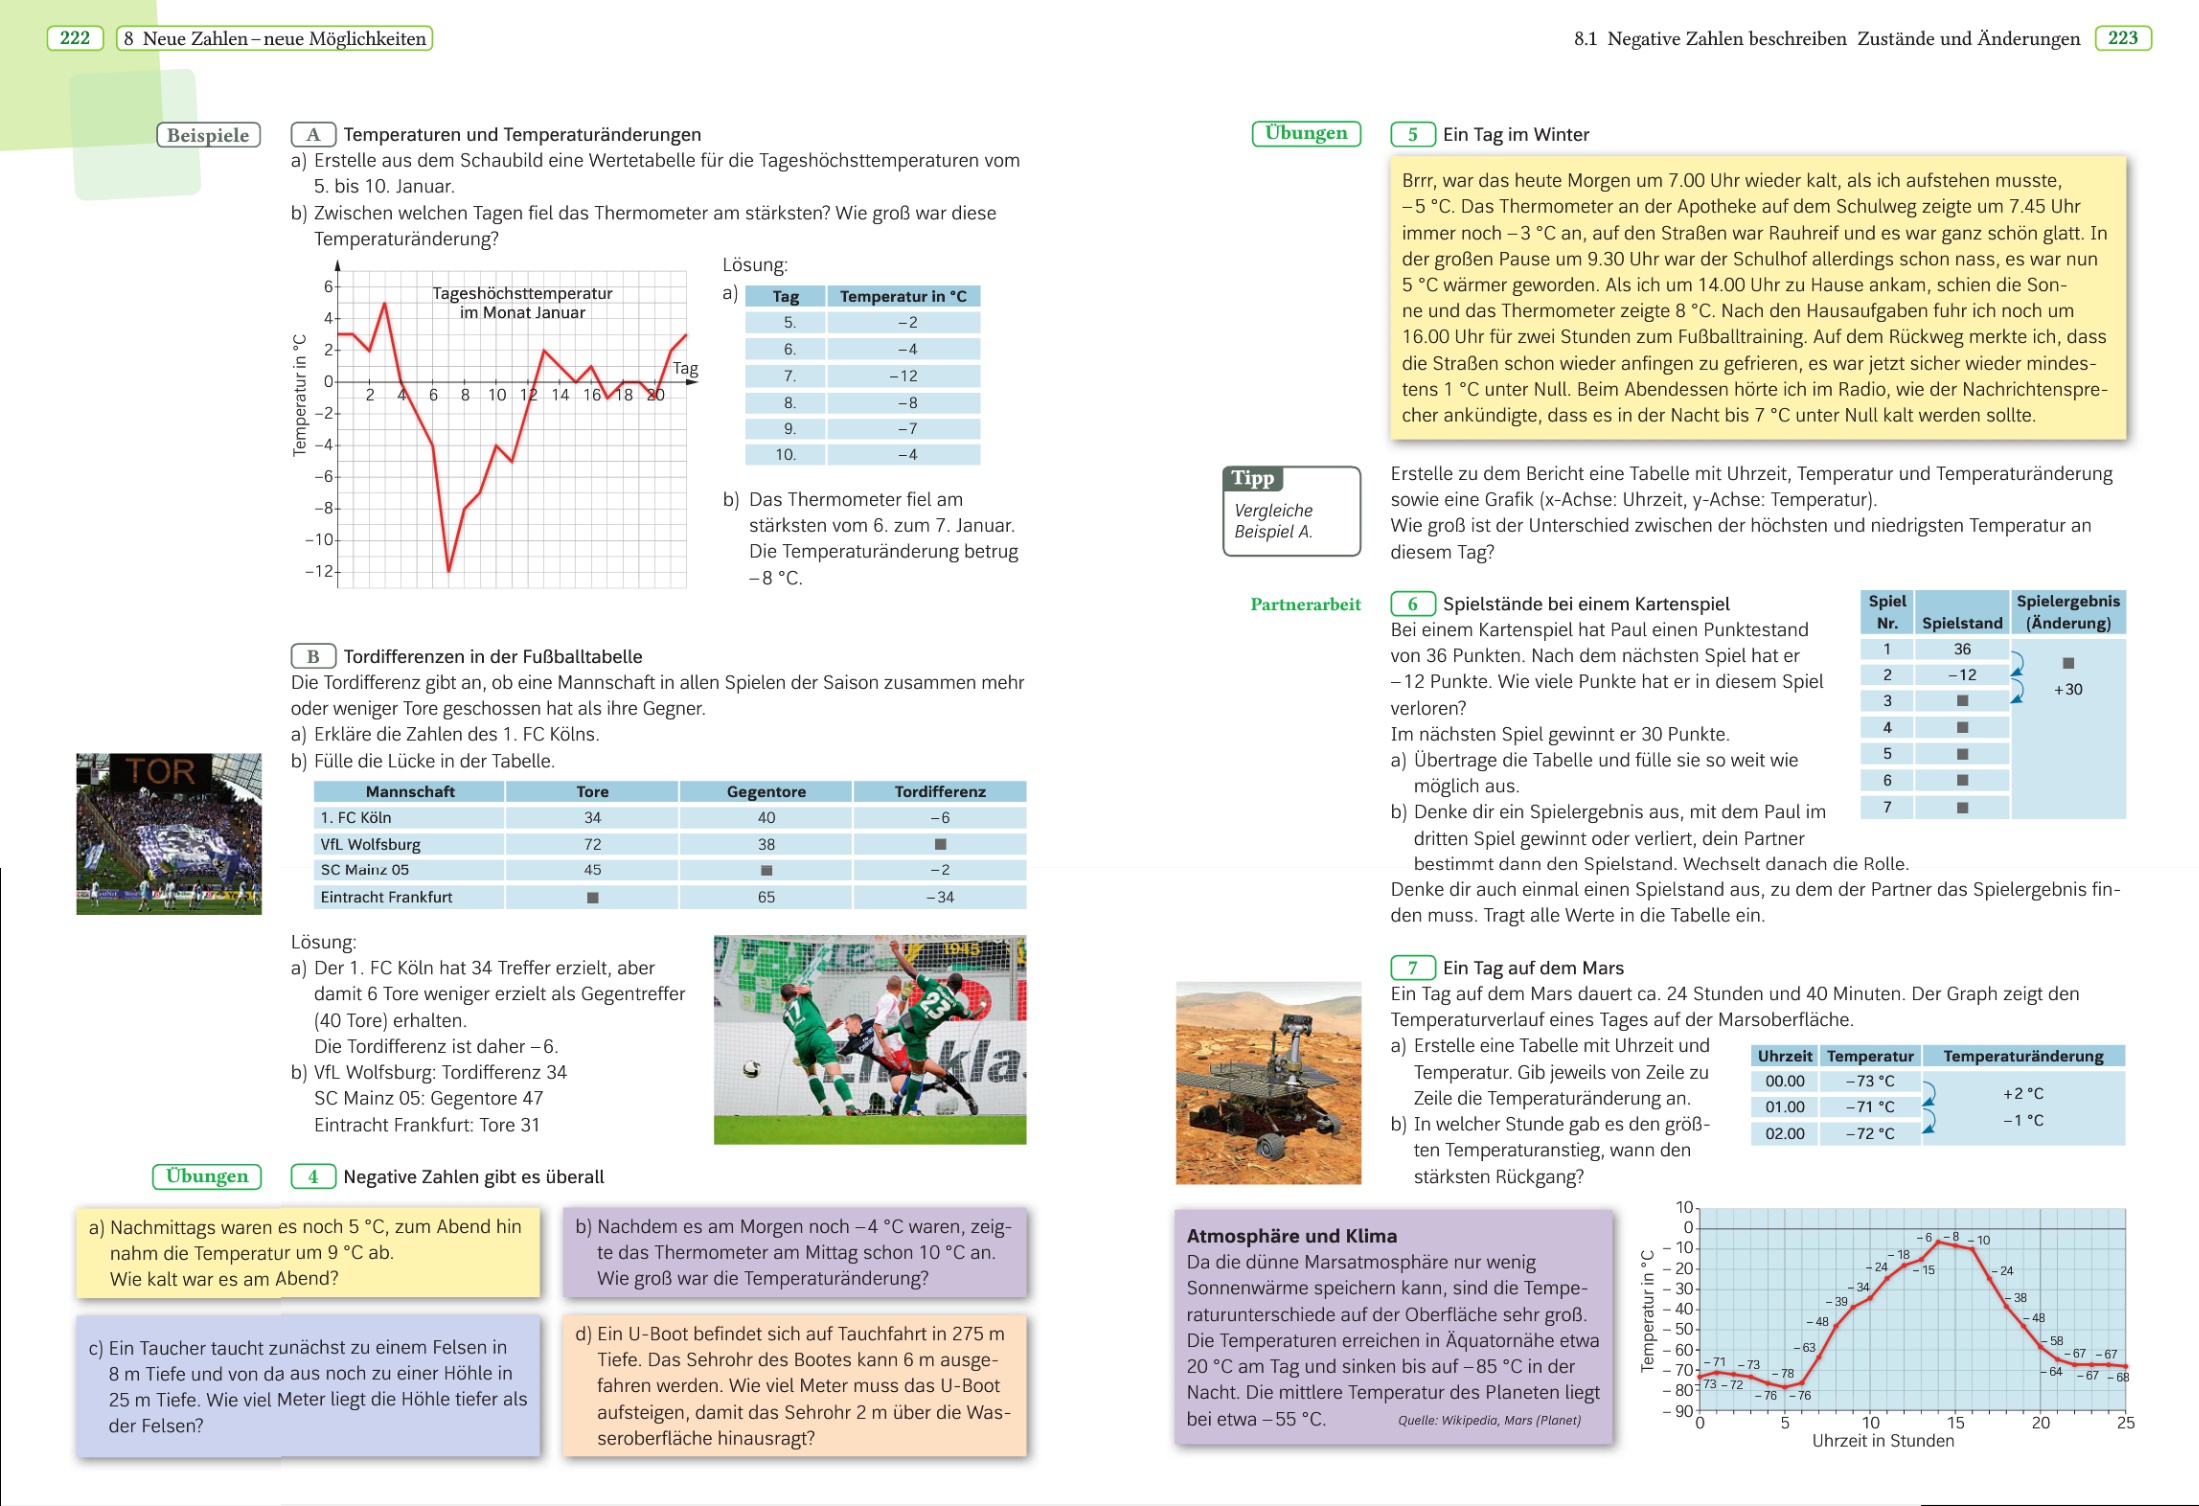 222
8 Neue Zahlen – neue Möglichkeiten
Beispiele
A Temperaturen und Temperaturänderungen
a) Erstelle aus dem Schaubild eine Wertetabelle für die Tageshöchsttemperaturen vom
5. bis 10. Januar.
b) Zwischen welchen Tagen fiel das Thermometer am stärksten? Wie groß war diese
Temperaturänderung?
Tageshöchsttemperatur
im Monat Januar
Temperatur in °C
6
4
2
0
–2
–4
–6
–8
–10
–12
2 4 6 8 10 12 14 16 18 20
Tag
Lösung:
a)
Tag Temperatur in °C
5. –2
6. –4
7. –12
8. –8
9. –7
10. –4
b) Das Thermometer fiel am
stärksten vom 6. zum 7. Januar.
Die Temperaturänderung betrug
–8 °C.
B Tordifferenzen in der Fußballtabelle
Die Tordifferenz gibt an, ob eine Mannschaft in allen Spielen der Saison zusammen mehr
oder weniger Tore geschossen hat als ihre Gegner.
a) Erkläre die Zahlen des 1. FC Kölns.
b) Fülle die Lücke in der Tabelle.
TOR
Mannschaft Tore Gegentore Tordifferenz
1. FC Köln 34 40 –6
VfL Wolfsburg 72 38 ■
SC Mainz 05 45 ■ –2
Eintracht Frankfurt ■ 65 –34
Lösung:
a) Der 1. FC Köln hat 34 Treffer erzielt, aber
damit 6 Tore weniger erzielt als Gegentreffer
(40 Tore) erhalten.
Die Tordifferenz ist daher –6.
b) VfL Wolfsburg: Tordifferenz 34
SC Mainz 05: Gegentore 47
Eintracht Frankfurt: Tore 31
1945
17
23
kla
Übungen
4 Negative Zahlen gibt es überall
a) Nachmittags waren es noch 5 °C, zum Abend hin
nahm die Temperatur um 9 °C ab.
Wie kalt war es am Abend?
b) Nachdem es am Morgen noch –4 °C waren, zeig-
te das Thermometer am Mittag schon 10 °C an.
Wie groß war die Temperaturänderung?
c) Ein Taucher taucht zunächst zu einem Felsen in
8 m Tiefe und von da aus noch zu einer Höhle in
25 m Tiefe. Wie viel Meter liegt die Höhle tiefer als
der Felsen?
d) Ein U-Boot befindet sich auf Tauchfahrt in 275 m
Tiefe. Das Sehrohr des Bootes kann 6 m ausge-
fahren werden. Wie viel Meter muss das U-Boot
aufsteigen, damit das Sehrohr 2 m über die Was-
seroberfläche hinausragt?
8.1 Negative Zahlen beschreiben Zustände und Änderungen
223
Übungen
5 Ein Tag im Winter
Brrr, war das heute Morgen um 7.00 Uhr wieder kalt, als ich aufstehen musste,
–5 °C. Das Thermometer an der Apotheke auf dem Schulweg zeigte um 7.45 Uhr
immer noch –3 °C an, auf den Straßen war Rauhreif und es war ganz schön glatt. In
der großen Pause um 9.30 Uhr war der Schulhof allerdings schon nass, es war nun
5 °C wärmer geworden. Als ich um 14.00 Uhr zu Hause ankam, schien die Son-
ne und das Thermometer zeigte 8 °C. Nach den Hausaufgaben fuhr ich noch um
16.00 Uhr für zwei Stunden zum Fußballtraining. Auf dem Rückweg merkte ich, dass
die Straßen schon wieder anfingen zu gefrieren, es war jetzt sicher wieder mindes-
tens 1 °C unter Null. Beim Abendessen hörte ich im Radio, wie der Nachrichtenspre-
cher ankündigte, dass es in der Nacht bis 7 °C unter Null kalt werden sollte.
Tipp
Vergleiche
Beispiel A.
Erstelle zu dem Bericht eine Tabelle mit Uhrzeit, Temperatur und Temperaturänderung
sowie eine Grafik (x-Achse: Uhrzeit, y-Achse: Temperatur).
Wie groß ist der Unterschied zwischen der höchsten und niedrigsten Temperatur an
diesem Tag?
Partnerarbeit
6 Spielstände bei einem Kartenspiel
Bei einem Kartenspiel hat Paul einen Punktestand
von 36 Punkten. Nach dem nächsten Spiel hat er
–12 Punkte. Wie viele Punkte hat er in diesem Spiel
verloren?
Im nächsten Spiel gewinnt er 30 Punkte.
a) Übertrage die Tabelle und fülle sie so weit wie
möglich aus.
b) Denke dir ein Spielergebnis aus, mit dem Paul im
dritten Spiel gewinnt oder verliert, dein Partner
bestimmt dann den Spielstand. Wechselt danach die Rolle.
Denke dir auch einmal einen Spielstand aus, zu dem der Partner das Spielergebnis fin-
den muss. Tragt alle Werte in die Tabelle ein.
Spiel Nr. Spielstand Spielergebnis (Änderung)
1 36
■
2 –12
+30
3 ■
4 ■
5 ■
6 ■
7 ■
7 Ein Tag auf dem Mars
Ein Tag auf dem Mars dauert ca. 24 Stunden und 40 Minuten. Der Graph zeigt den
Temperaturverlauf eines Tages auf der Marsoberfläche.
a) Erstelle eine Tabelle mit Uhrzeit und
Temperatur. Gib jeweils von Zeile zu
Zeile die Temperaturänderung an.
b) In welcher Stunde gab es den größ-
ten Temperaturanstieg, wann den
stärksten Rückgang?
Uhrzeit Temperatur Temperaturänderung
00.00 –73 °C
+2 °C
01.00 –71 °C
–1 °C
02.00 –72 °C
Atmosphäre und Klima
Da die dünne Marsatmosphäre nur wenig
Sonnenwärme speichern kann, sind die Tempe-
raturunterschiede auf der Oberfläche sehr groß.
Die Temperaturen erreichen in Äquatornähe etwa
20 °C am Tag und sinken bis auf –85 °C in der
Nacht. Die mittlere Temperatur des Planeten liegt
bei etwa –55 °C.
Quelle: Wikipedia, Mars (Planet)
Temperatur in °C
10
0
– 10
– 20
– 30
– 40
– 50
– 60
– 70
– 80
– 90
73 – 71 – 72 – 73 – 76 – 78 – 76 – 63 – 48 – 39 – 34 – 24 – 18 – 15 – 6 – 8 – 10 – 24 – 38 – 48 – 58 – 64 – 67 – 67 – 67 – 68
0 5 10 15 20 25
Uhrzeit in Stunden